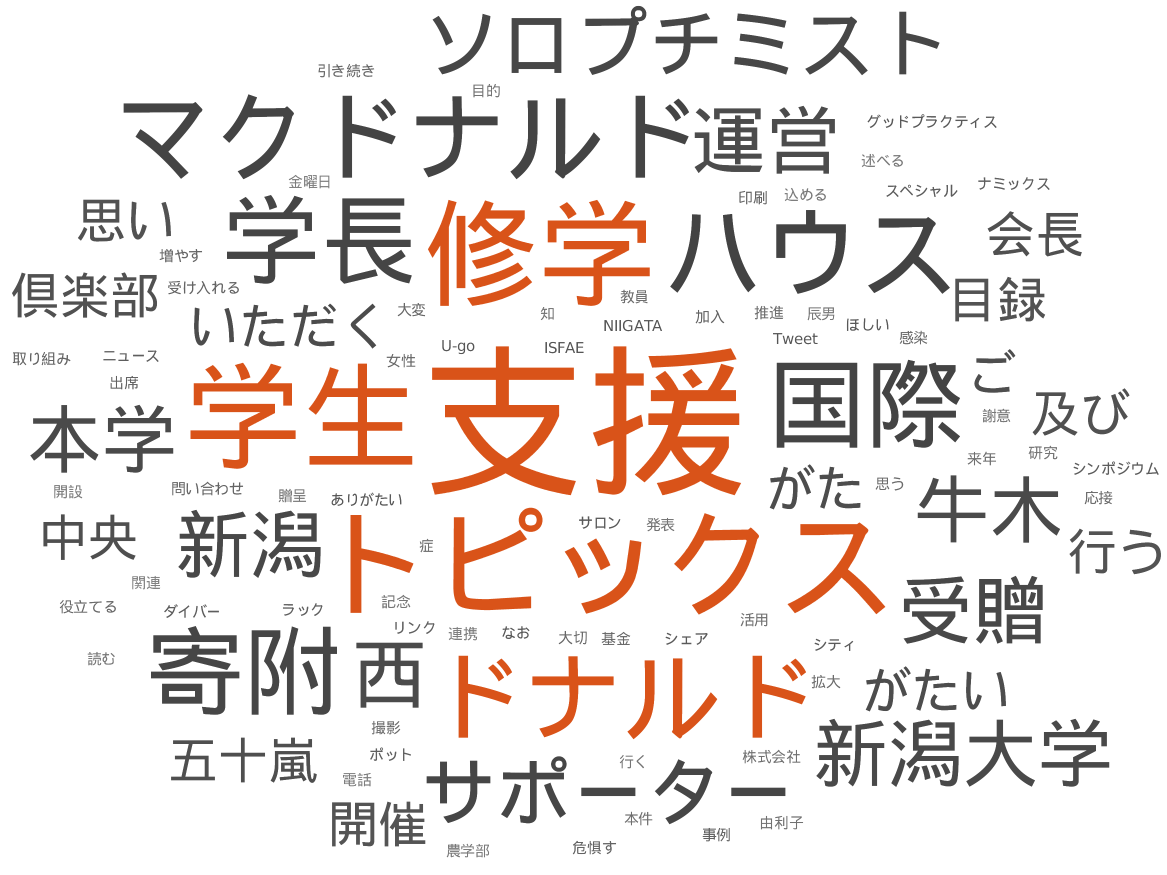 ソロプチミスト
引き続き
目的
マクドナルド
運営
グッドプラクティス
述べる
金曜日
印刷
込める
スペシャル
ナミックス
思い
学長
修学
ハウス
会長
増やす
倶楽部
受け入れる
教員
目録
いただく
大変
知
NIIGATA
加入
推進
辰男
ほしい
感染
Tweet
取り組み
ニュース
女性
U-go
ISFAE
出席
学生
支援
国際
ご
謝意
及び
本学
来年
研究
シンポジウム
開設
問い合わせ
贈呈
ありがたい
がた
思う
牛木
応接
中央
新潟
トピックス
サロン
発表
行う
症
関連
役立てる
ダイバー
ラック
記念
リンク
連携
なお
大切
基金
シェア
活用
受贈
シティ
読む
寄附
西
ドナルド
拡大
がたい
撮影
五十嵐
ポット
電話
行く
株式会社
新潟大学
サポーター
開催
本件
事例
由利子
農学部
危惧す